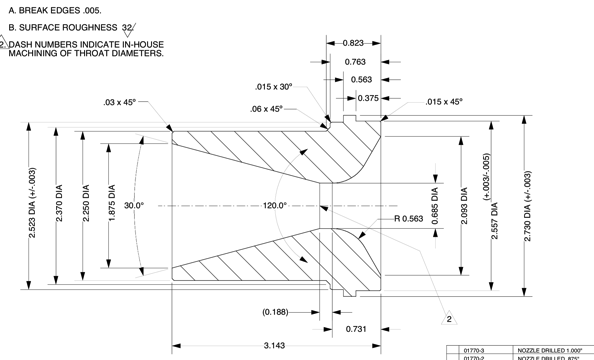 A. BREAK EDGES .005.
B. SURFACE ROUGHNESS 32
2 DASH NUMBERS INDICATE IN-HOUSE
MACHINING OF THROAT DIAMETERS.
0.823
0.763
0.563
0.375
.015 x 30°
.03 x 45°
.06 x 45°
.015 x 45°
2.523 DIA (+/-.003)
2.370 DIA
2.250 DIA
1.875 DIA
30.0°
120.0°
R 0.563
0.685 DIA
2.093 DIA
(+.003/-.005)
2.557 DIA
2.730 DIA (+/-.003)
(0.188)
2
0.731
3.143
01770-3 NOZZLE DRILLED 1.000"
01770-2 NOZZLE DRILLED .875"